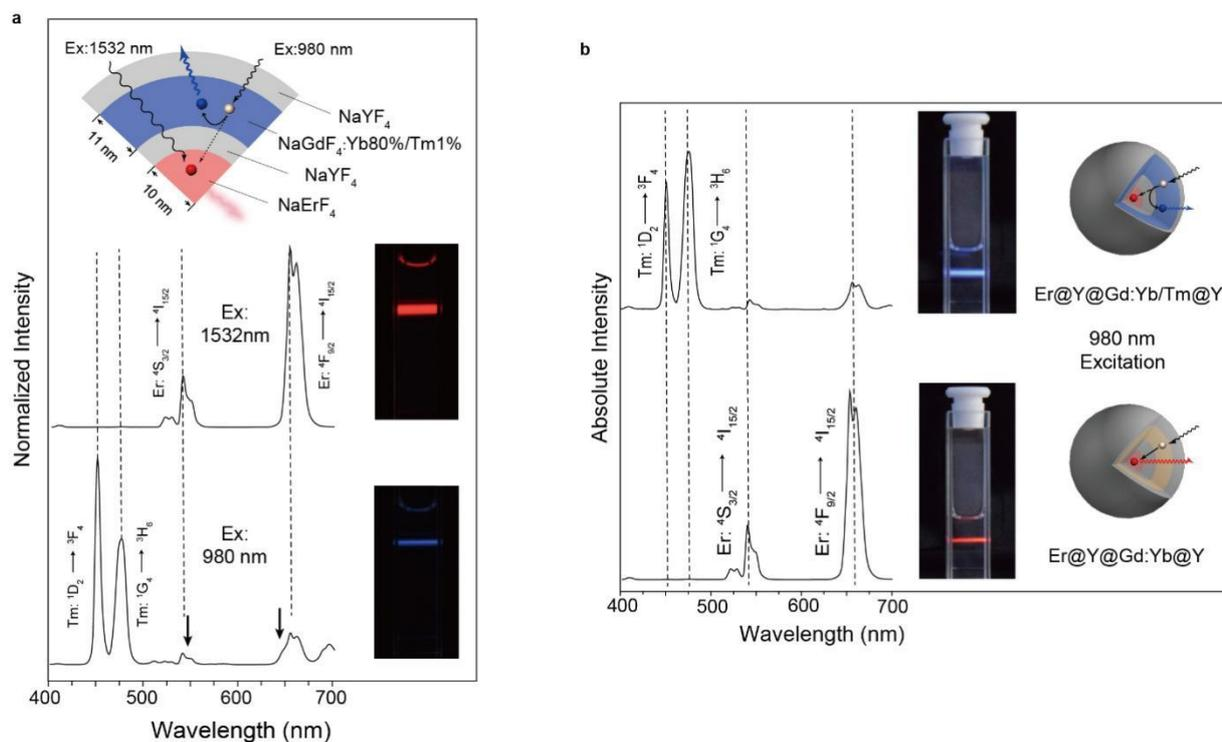 a
Ex:1532 nm
Ex:980 nm
NaYF₄
NaGdF₄:Yb80%/Tm1%
NaYF₄
NaErF₄
11 nm
10 nm
Normalized Intensity
Er: ⁴S₃/₂ → ⁴I₁₅/₂
Ex:
1532nm
Er: ⁴F₉/₂ → ⁴I₁₅/₂
Tm: ¹D₂ → ³F₄
Tm: ¹G₄ → ³H₆
Ex:
980 nm
400 450 500 550 600 650 700
Wavelength (nm)
b
Absolute Intensity
Tm: ¹D₂ → ³F₄
Tm: ¹G₄ → ³H₆
Er@Y@Gd:Yb/Tm@Y
980 nm
Excitation
Er: ⁴S₃/₂ → ⁴I₁₅/₂
Er: ⁴F₉/₂ → ⁴I₁₅/₂
Er@Y@Gd:Yb@Y
400 500 600 700
Wavelength (nm)